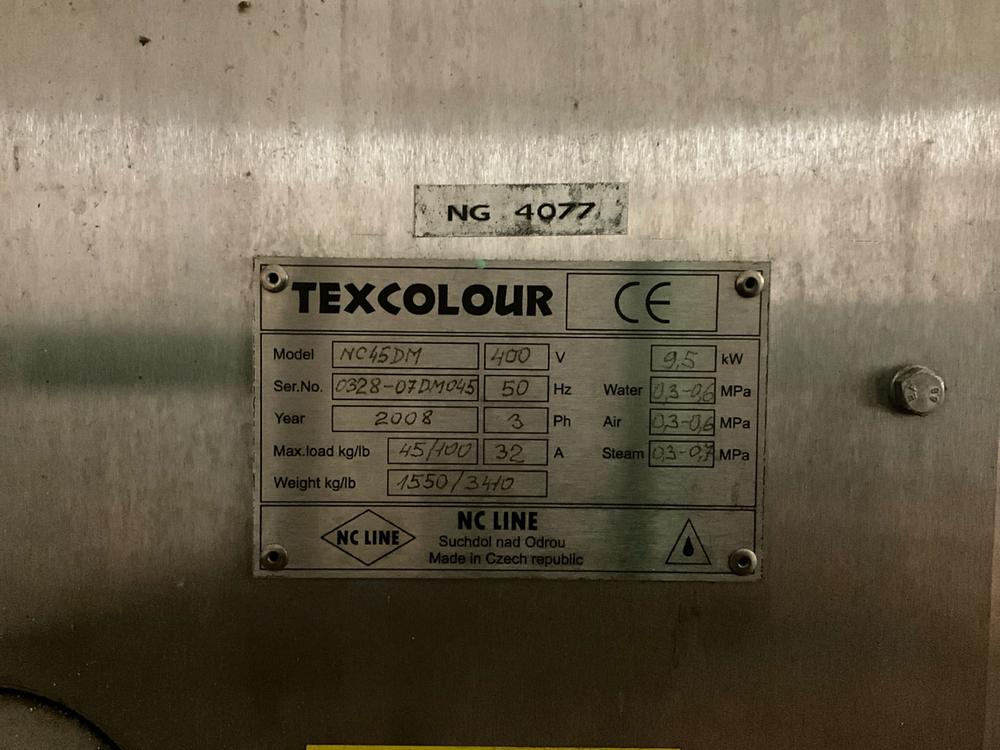 NG 4077
TEXCOLOUR CE
Model NC45DM 400 V 9,5 kW
Ser.No. 0328-07DM045 50 Hz Water 0,3-0,6 MPa
Year 2008 3 Ph Air 0,3-0,6 MPa
Max.load kg/lb 45/100 32 A Steam 0,3-0,7 MPa
Weight kg/lb 1550/3410
NC LINE
NC LINE
Suchdol nad Odrou
Made in Czech republic